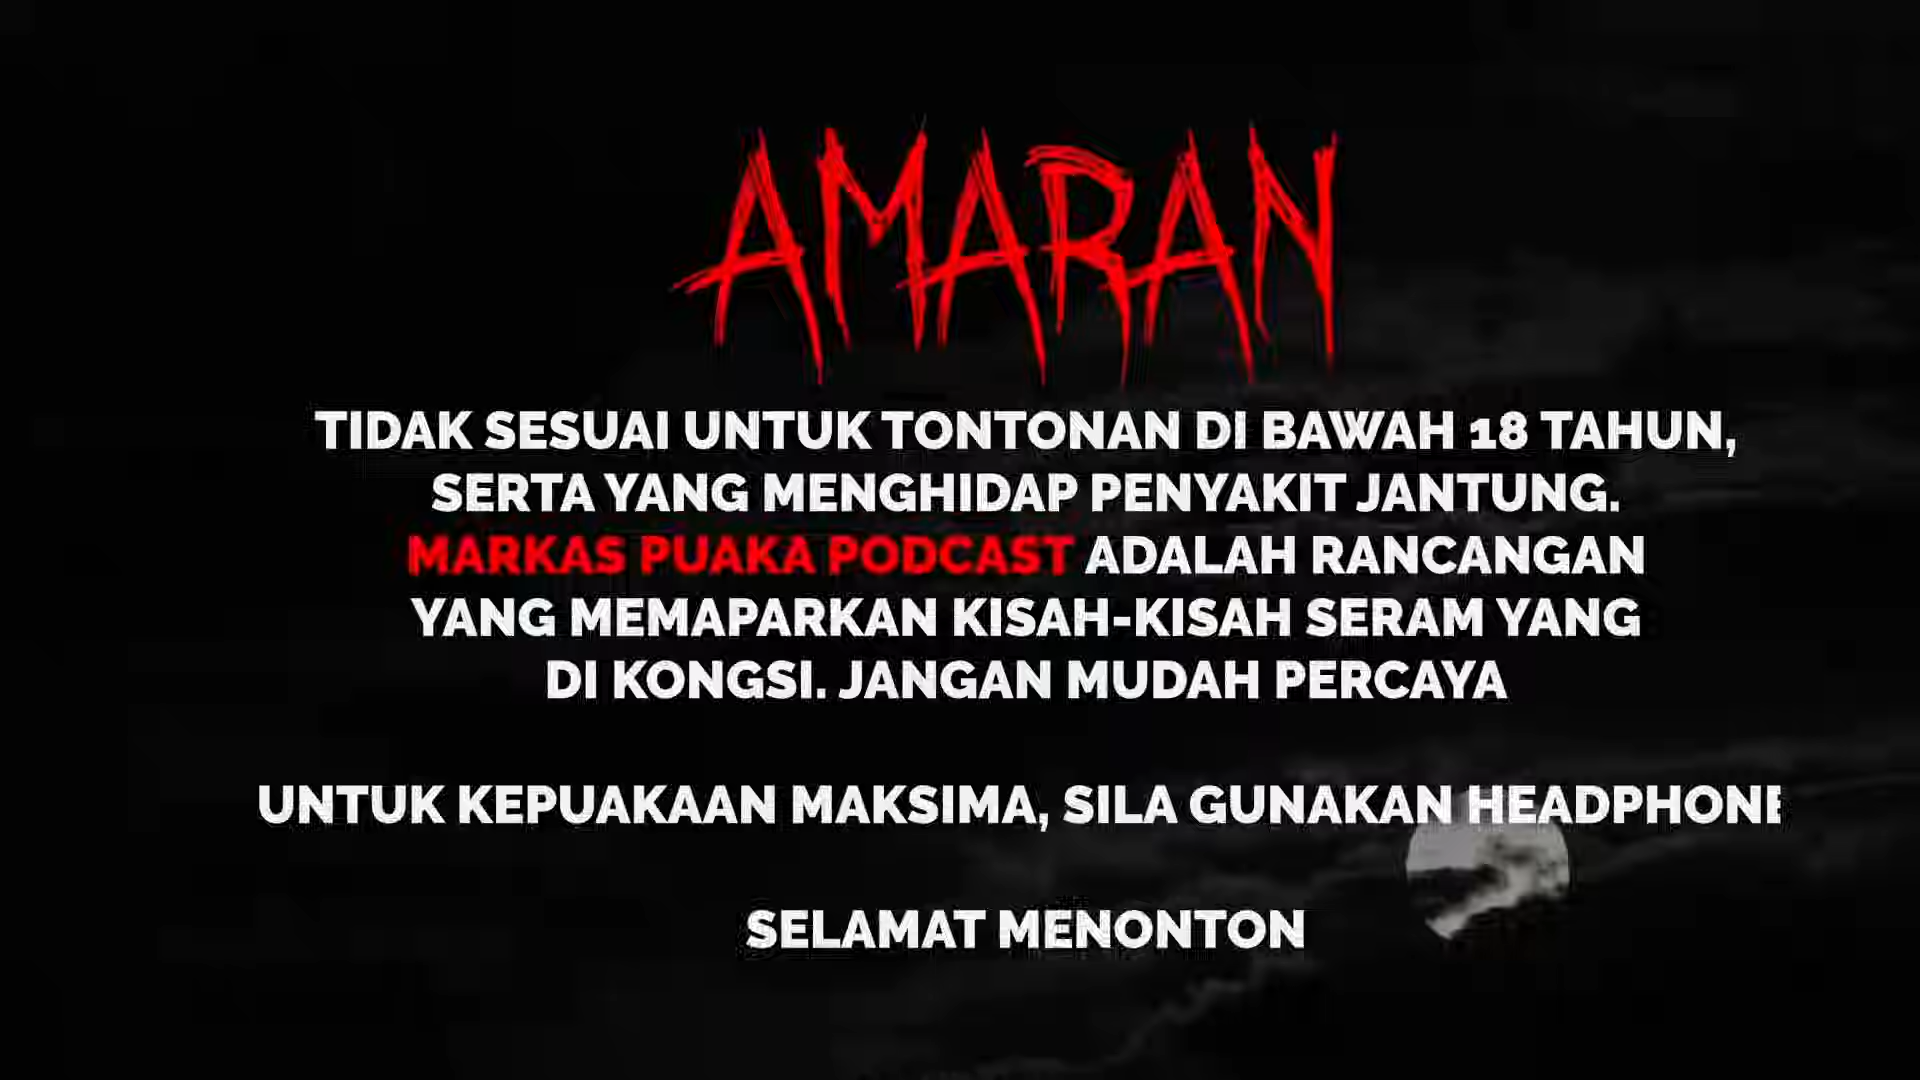 AMARAN
TIDAK SESUAI UNTUK TONTONAN DI BAWAH 18 TAHUN,
SERTA YANG MENGHIDAP PENYAKIT JANTUNG.
MARKAS PUAKA PODCAST ADALAH RANCANGAN
YANG MEMAPARKAN KISAH-KISAH SERAM YANG
DI KONGSI. JANGAN MUDAH PERCAYA
UNTUK KEPUAKAAN MAKSIMA, SILA GUNAKAN HEADPHONE
SELAMAT MENONTON